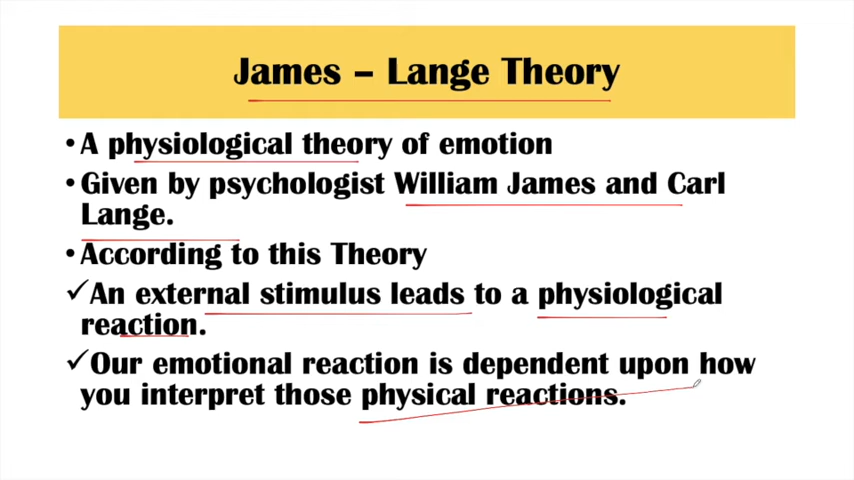 James – Lange Theory
• A physiological theory of emotion
• Given by psychologist William James and Carl
Lange.
• According to this Theory
✓An external stimulus leads to a physiological
reaction.
✓Our emotional reaction is dependent upon how
you interpret those physical reactions.